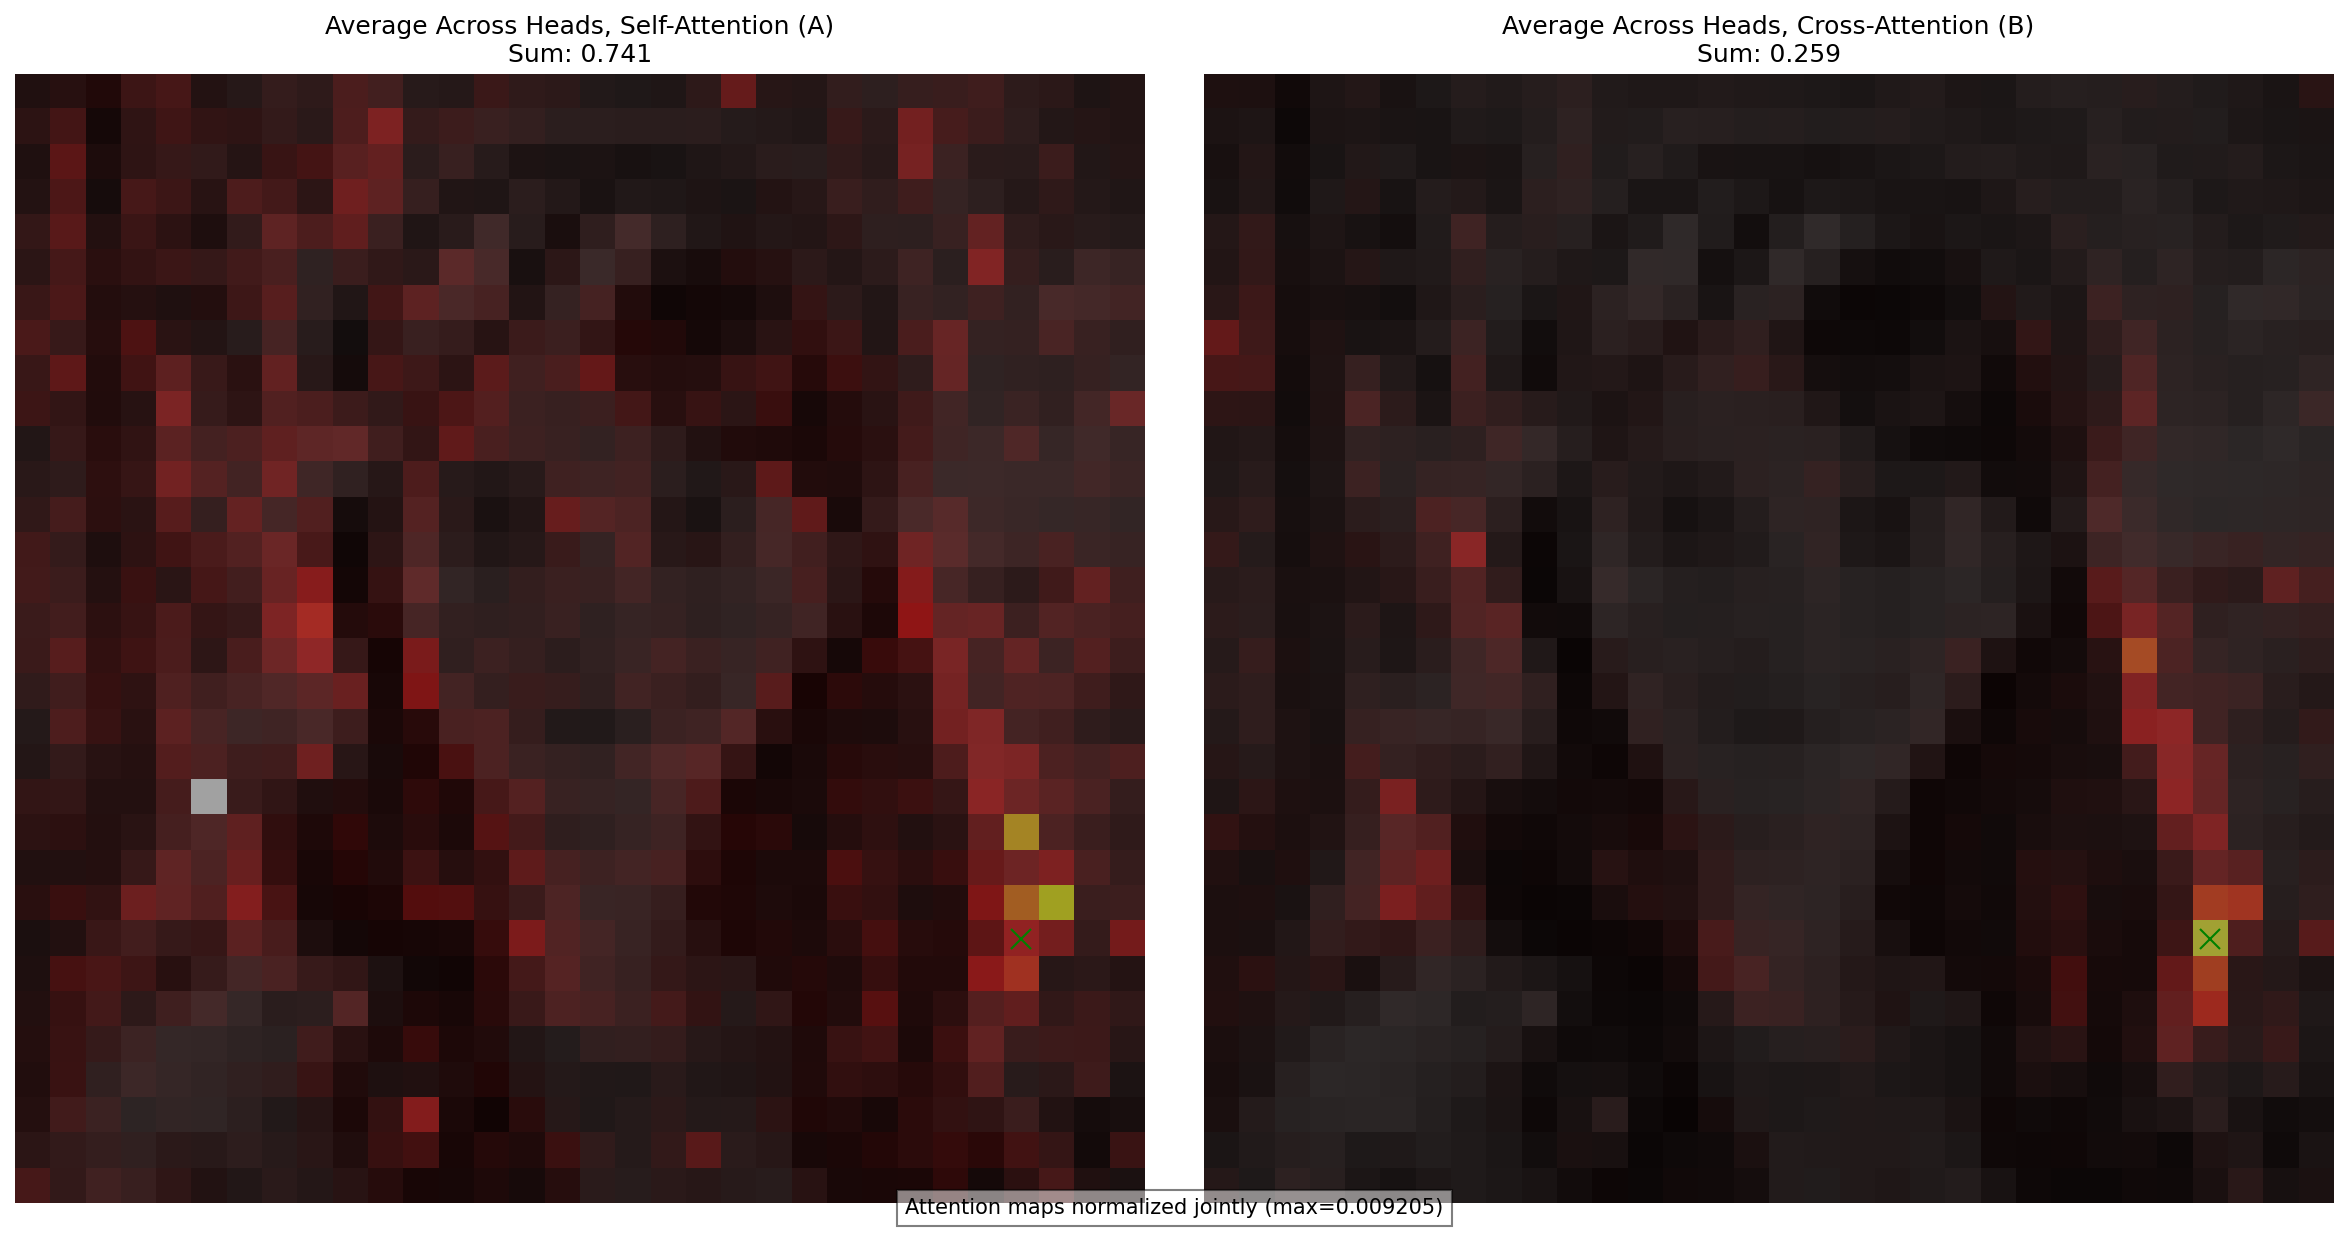 Average Across Heads, Self-Attention (A)
Sum: 0.741
Average Across Heads, Cross-Attention (B)
Sum: 0.259
Attention maps normalized jointly (max=0.009205)